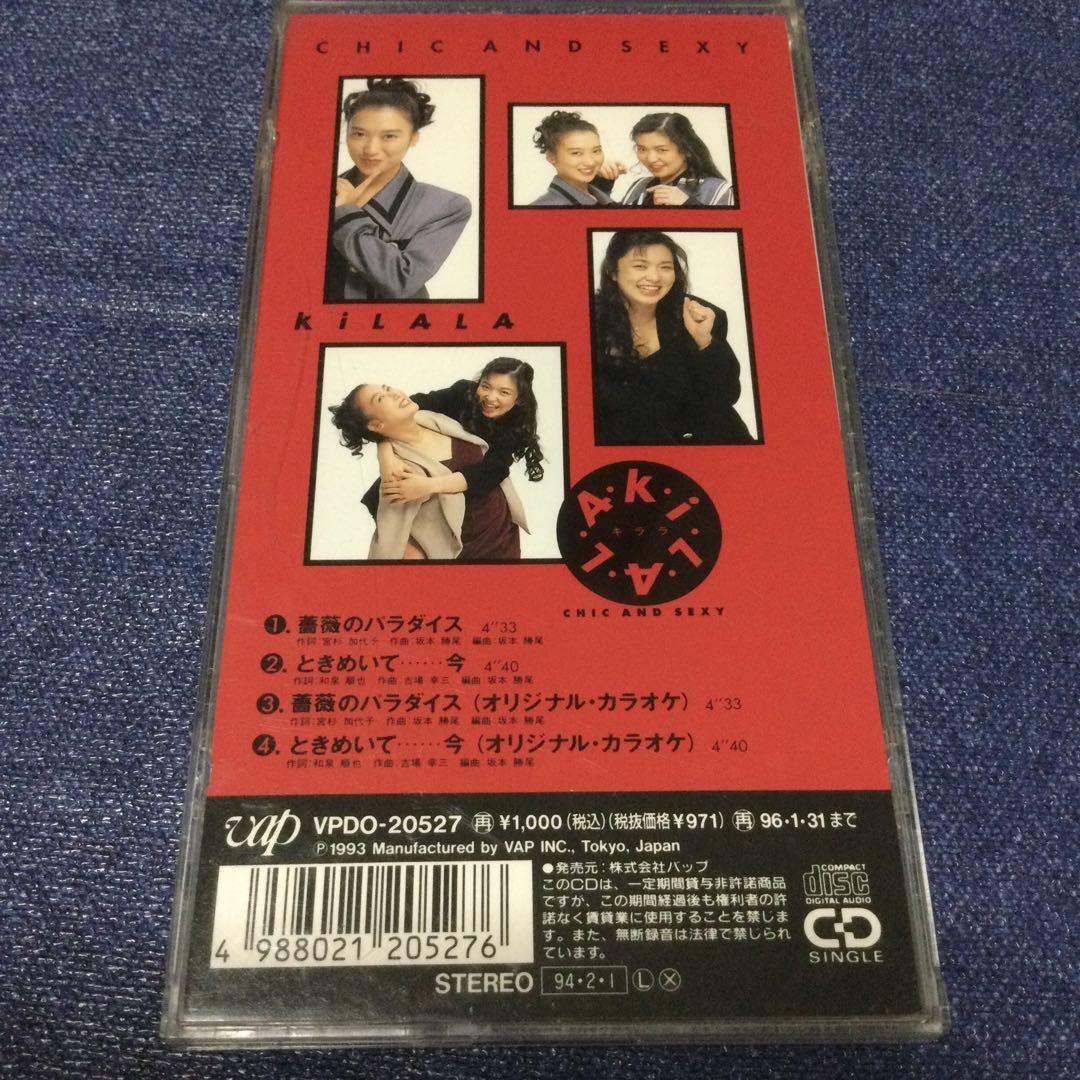 CHIC AND SEXY
kiLALA
A·K·i·L·A·L
キララ
CHIC AND SEXY
❶. 薔薇のパラダイス 4"33
作詞:宮杉 加代子 作曲:坂本 勝尾 編曲:坂本 勝尾
❷. ときめいて……今 4"40
作詞:和泉 順也 作曲:吉場 幸三 編曲:坂本 勝尾
❸. 薔薇のパラダイス (オリジナル・カラオケ) 4"33
作詞:宮杉 加代子 作曲:坂本 勝尾 編曲:坂本 勝尾
❹. ときめいて……今 (オリジナル・カラオケ) 4"40
作詞:和泉 順也 作曲:吉場 幸三 編曲:坂本 勝尾
vap VPDO-20527 再 ¥1,000(税込)(税抜価格¥971) 再 96・1・31まで
Ⓟ1993 Manufactured by VAP INC., Tokyo, Japan
●発売元:株式会社バップ
このCDは、一定期間貸与非許諾商品
ですが、この期間経過後も権利者の許
諾なく賃貸業に使用することを禁じま
す。また、無断録音は法律で禁じられ
ています。
COMPACT
disc
DIGITAL AUDIO
CD
SINGLE
4 988021 205276
STEREO 94・2・1 Ⓛ Ⓧ